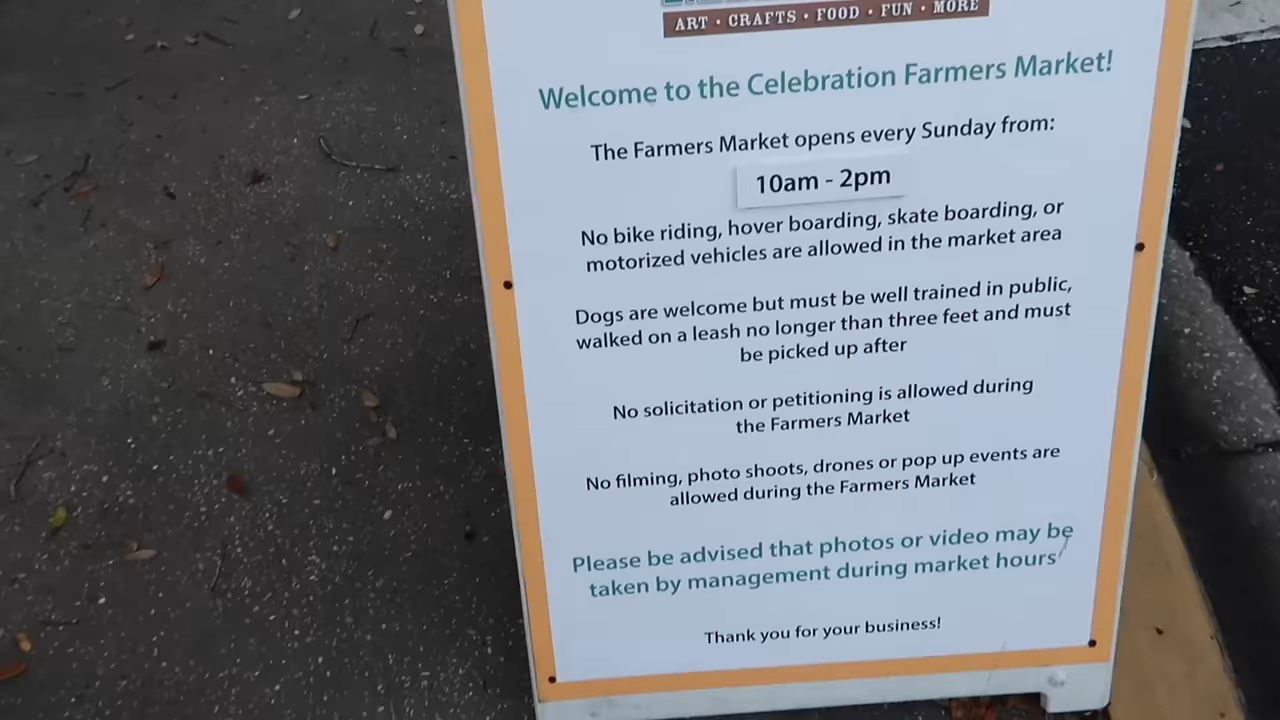 ART • CRAFTS • FOOD • FUN • MORE
Welcome to the Celebration Farmers Market!
The Farmers Market opens every Sunday from:
10am - 2pm
No bike riding, hover boarding, skate boarding, or
motorized vehicles are allowed in the market area
Dogs are welcome but must be well trained in public,
walked on a leash no longer than three feet and must
be picked up after
No solicitation or petitioning is allowed during
the Farmers Market
No filming, photo shoots, drones or pop up events are
allowed during the Farmers Market
Please be advised that photos or video may be
taken by management during market hours
Thank you for your business!